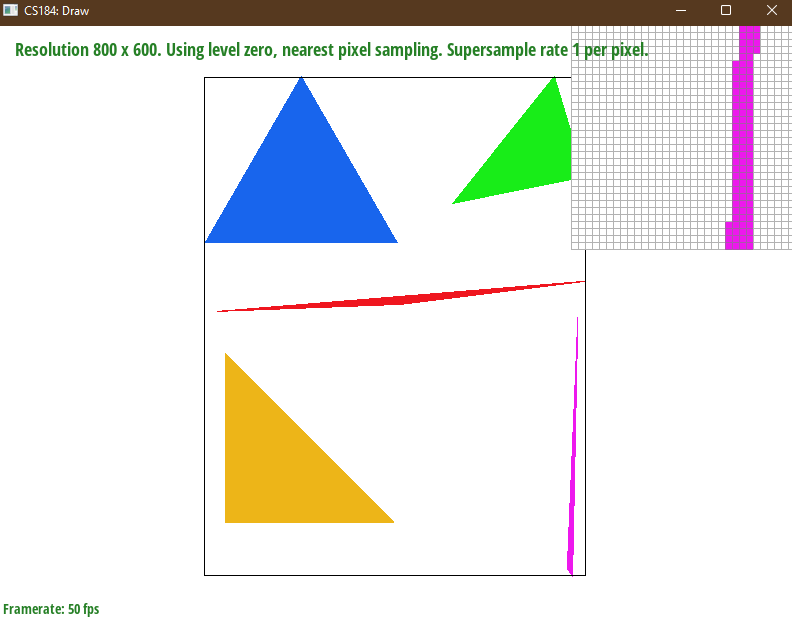 CS184: Draw
Resolution 800 x 600. Using level zero, nearest pixel sampling. Supersample rate 1 per pixel.
Framerate: 50 fps